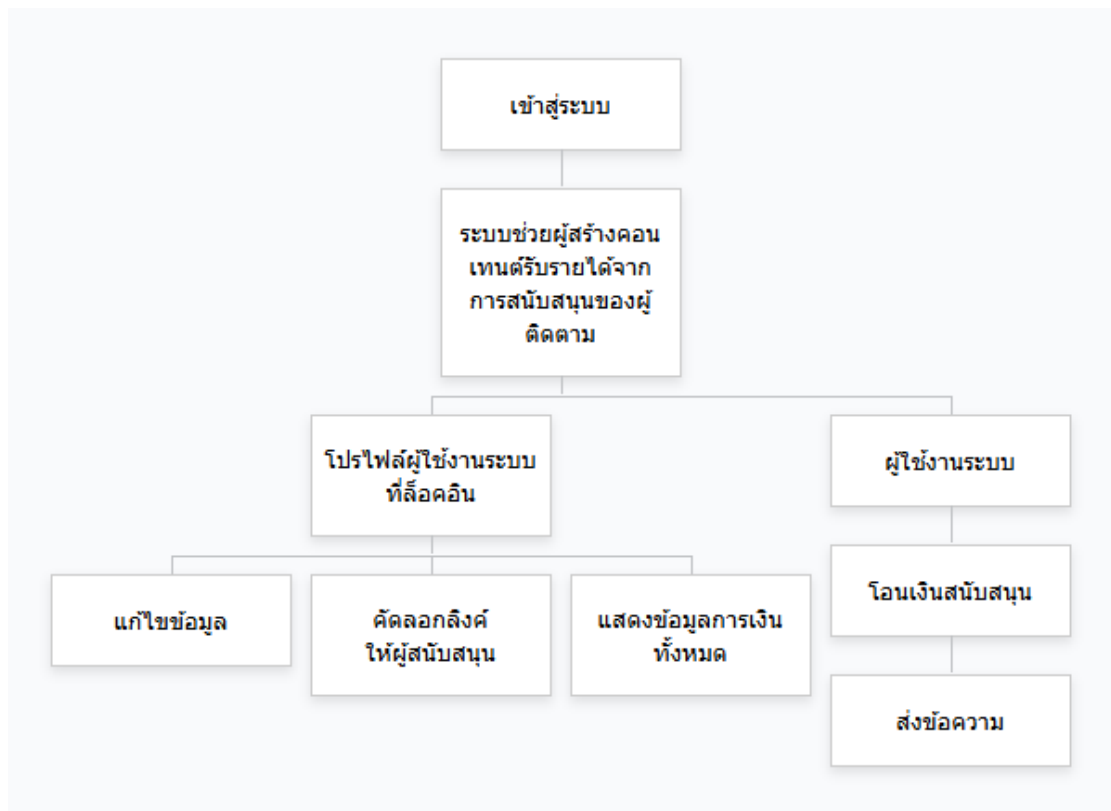 เข้าสู่ระบบ
ระบบช่วยผู้สร้างคอน
เทนต์รับรายได้จาก
การสนับสนุนของผู้
ติดตาม
โปรไฟล์ผู้ใช้งานระบบ
ที่ล็อคอิน
ผู้ใช้งานระบบ
แก้ไขข้อมูล
คัดลอกลิงค์
ให้ผู้สนับสนุน
แสดงข้อมูลการเงิน
ทั้งหมด
โอนเงินสนับสนุน
ส่งข้อความ